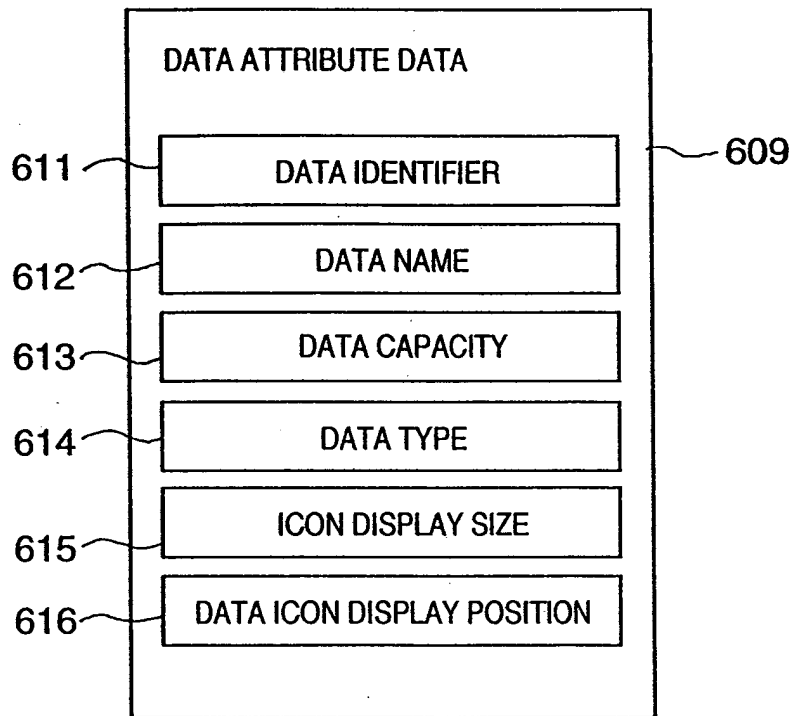 DATA ATTRIBUTE DATA
609
611 DATA IDENTIFIER
612 DATA NAME
613 DATA CAPACITY
614 DATA TYPE
615 ICON DISPLAY SIZE
616 DATA ICON DISPLAY POSITION